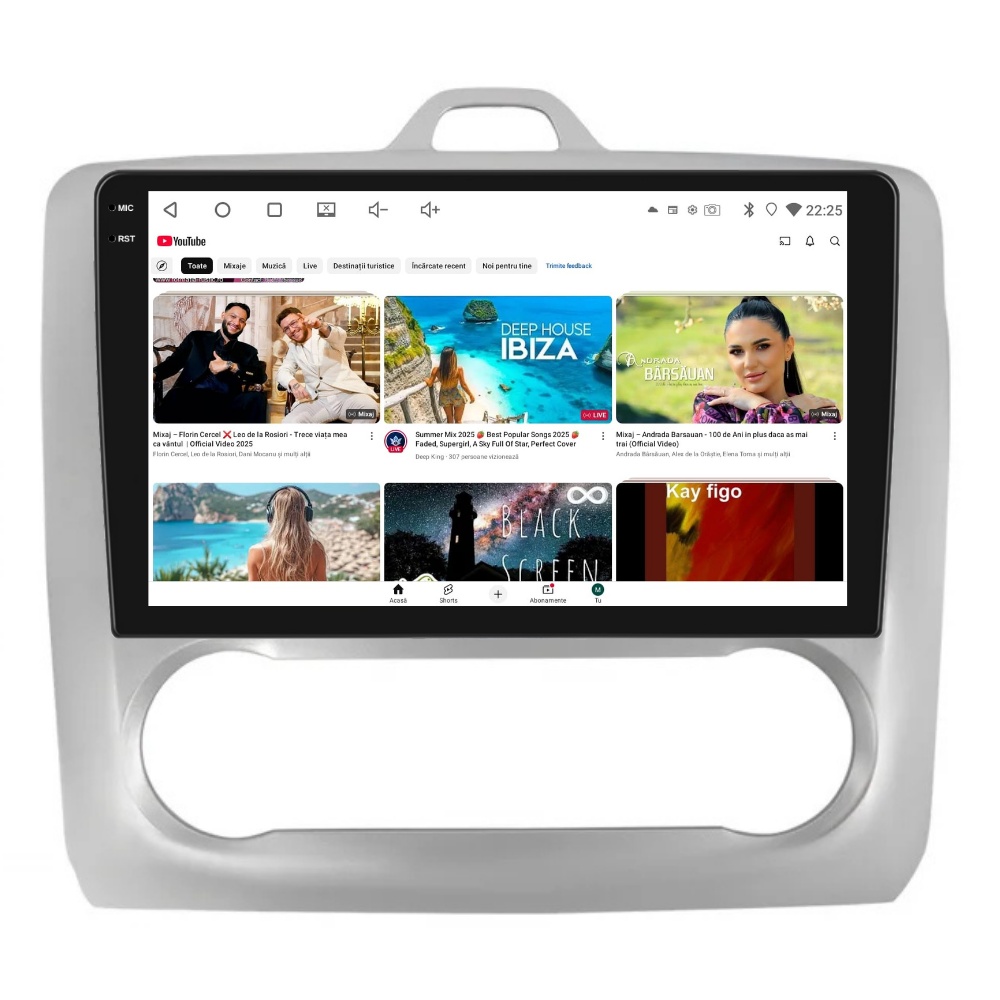 MIC
RST
22:25
YouTube
Toate Mixaje Muzică Live Destinații turistice Încărcate recent Noi pentru tine Trimite feedback
Mixaj
DEEP HOUSE
IBIZA
LIVE
ANDRADA
BÂRSĂUAN
Mixaj
Mixaj – Florin Cercel ❌ Leo de la Rosiori - Trece viața mea
ca vântul | Official Video 2025
Florin Cercel, Leo de la Rosiori, Dani Mocanu și mulți alții
LIVE
Summer Mix 2025 🍓 Best Popular Songs 2025 🍓
Faded, Supergirl, A Sky Full Of Star, Perfect Cover
Deep King · 307 persoane vizionează
Mixaj – Andrada Barsauan - 100 de Ani in plus daca as mai
trai (Official Video)
Andrada Bârsăuan, Alex de la Orăștie, Elena Toma și mulți alții
BLACK
SCREEN
Kay figo
Acasă
Shorts
Abonamente
M
Tu